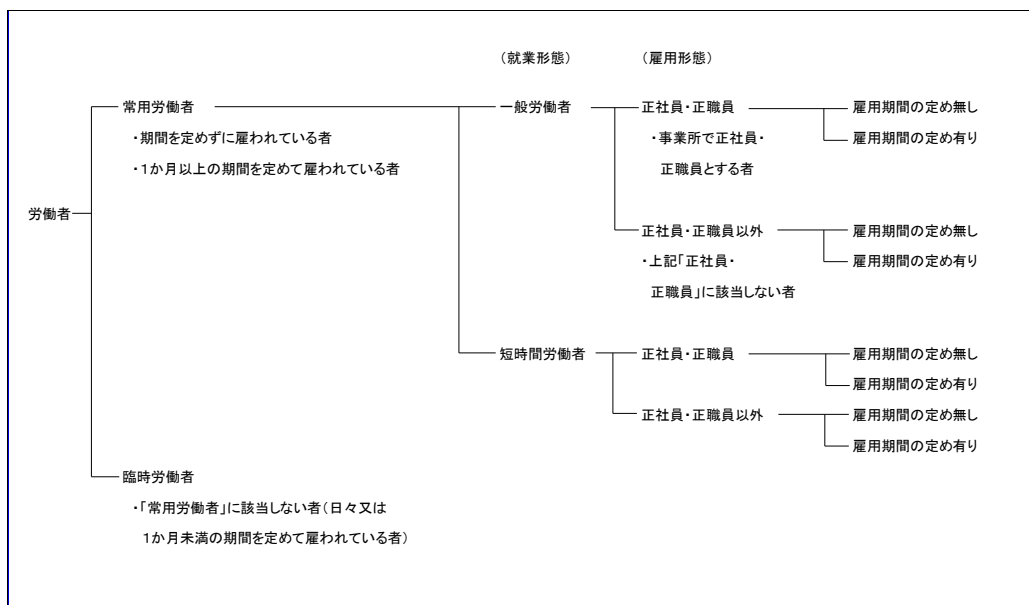 （就業形態）　（雇用形態）
常用労働者　一般労働者　正社員・正職員　雇用期間の定め無し
・期間を定めずに雇われている者　・事業所で正社員・　雇用期間の定め有り
・１か月以上の期間を定めて雇われている者　正職員とする者
労働者
正社員・正職員以外　雇用期間の定め無し
・上記「正社員・　雇用期間の定め有り
正職員」に該当しない者
短時間労働者　正社員・正職員　雇用期間の定め無し
雇用期間の定め有り
正社員・正職員以外　雇用期間の定め無し
雇用期間の定め有り
臨時労働者
・「常用労働者」に該当しない者（日々又は
１か月未満の期間を定めて雇われている者）